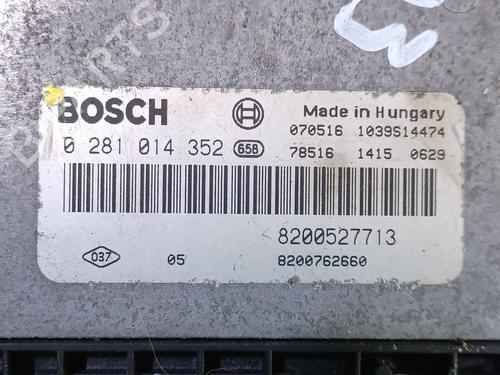 BOSCH
Made in Hungary
070516 1039S14474
0 281 014 352 658
78516 1415 0629
8200527713
037 05 8200762660